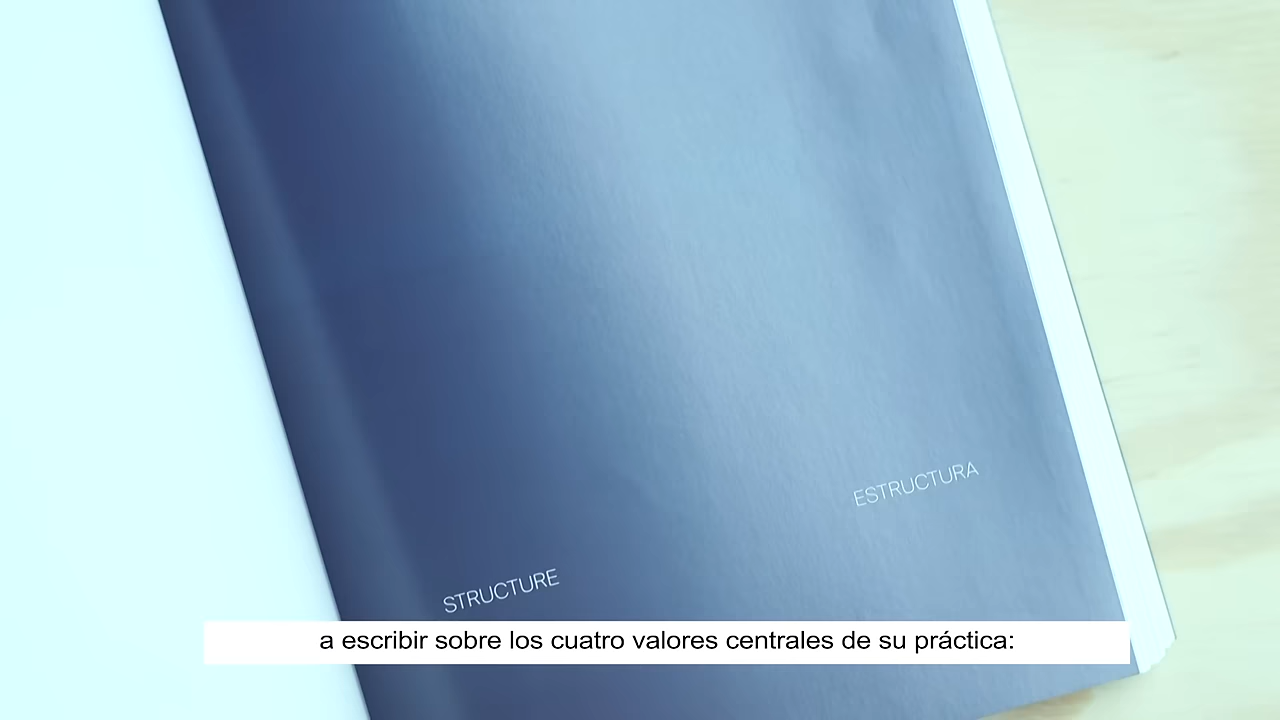 ESTRUCTURA
STRUCTURE
a escribir sobre los cuatro valores centrales de su práctica: